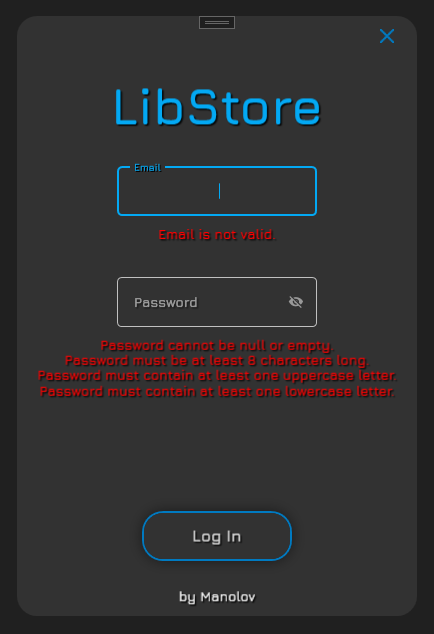 LibStore
Email
Email is not valid.
Password
Password cannot be null or empty.
Password must be at least 8 characters long.
Password must contain at least one uppercase letter.
Password must contain at least one lowercase letter.
Log In
by Manolov